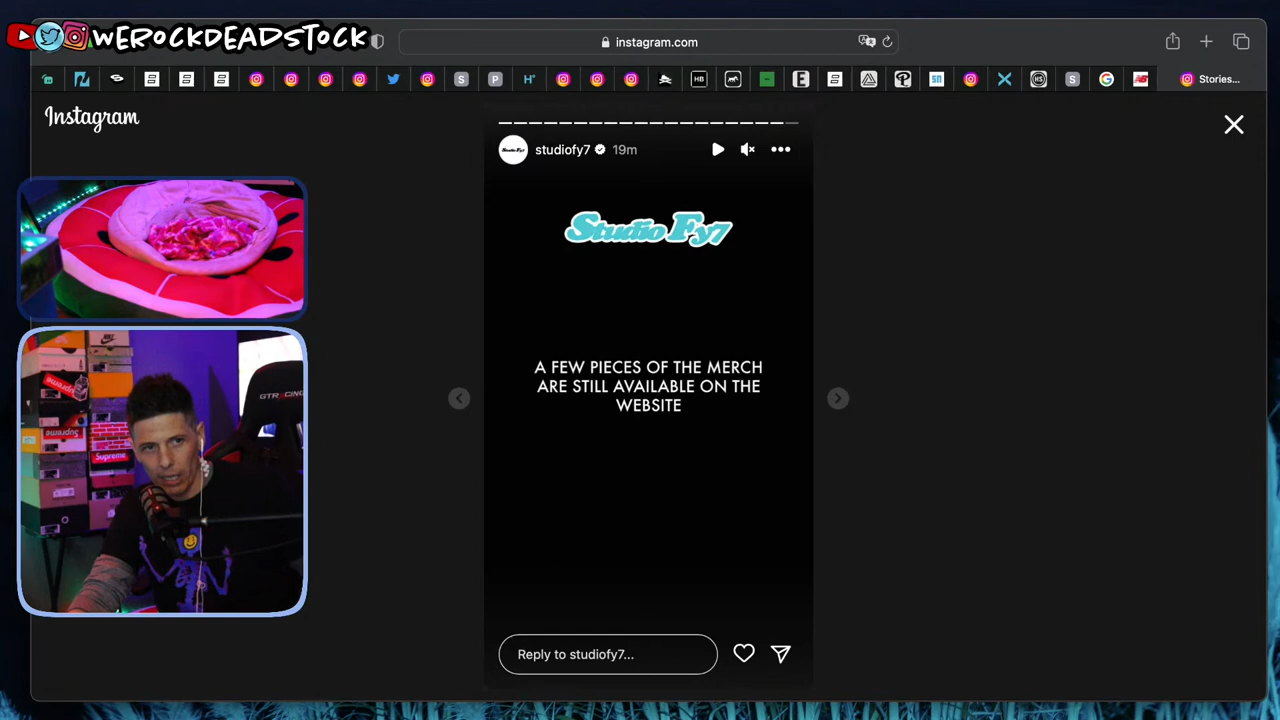 WEROCKDEADSTOCK
instagram.com
Stories...
Instagram
studiofy7 19m
Studio Fy7
A FEW PIECES OF THE MERCH
ARE STILL AVAILABLE ON THE
WEBSITE
Reply to studiofy7...
GTRACING
Supreme
Supreme
Supreme